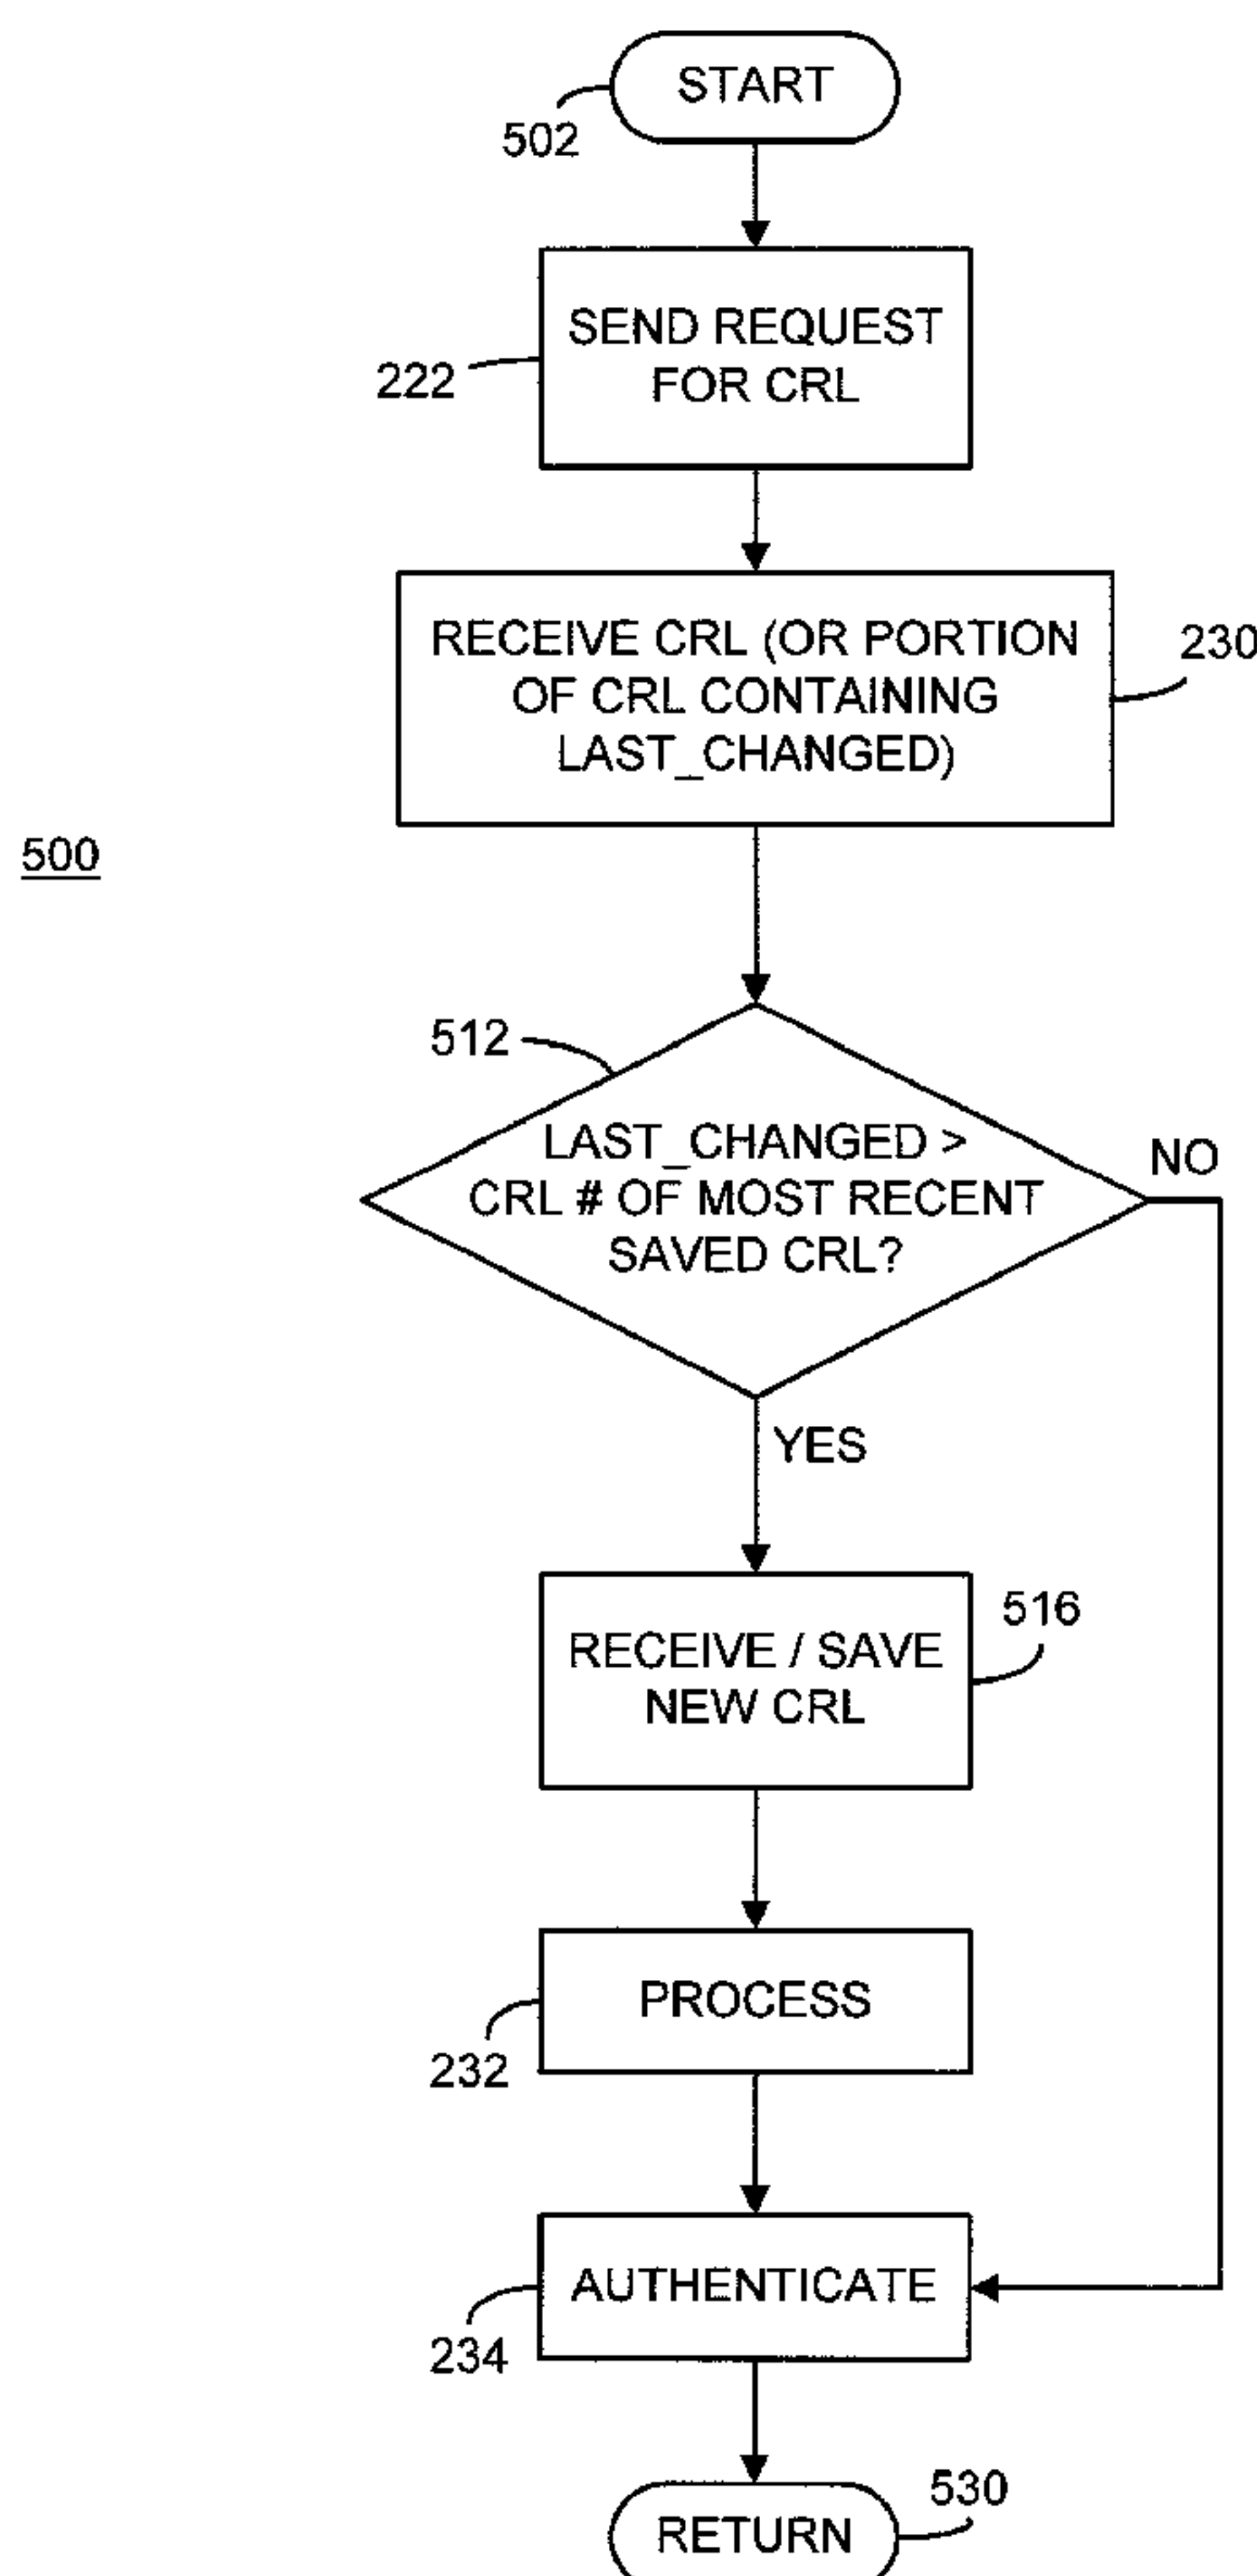 START
502
SEND REQUEST
FOR CRL
222
RECEIVE CRL (OR PORTION
OF CRL CONTAINING
LAST_CHANGED)
230
500
512
LAST_CHANGED >
CRL # OF MOST RECENT
SAVED CRL?
NO
YES
RECEIVE / SAVE
NEW CRL
516
PROCESS
232
AUTHENTICATE
234
RETURN
530